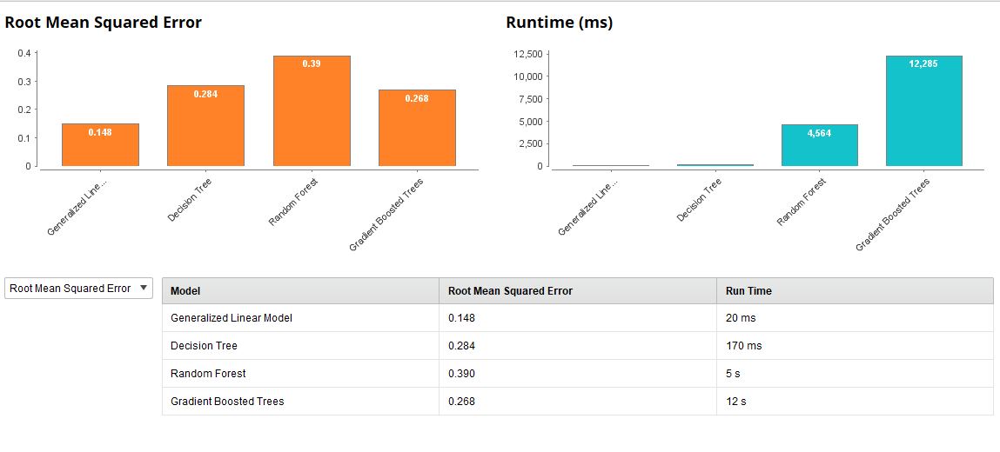 Root Mean Squared Error
0.4
0.3
0.2
0.1
0
0.148
0.284
0.39
0.268
Generalized Line...
Decision Tree
Random Forest
Gradient Boosted Trees
Runtime (ms)
12,500
10,000
7,500
5,000
2,500
0
4,564
12,285
Generalized Line...
Decision Tree
Random Forest
Gradient Boosted Trees
Root Mean Squared Error
Model Root Mean Squared Error Run Time
Generalized Linear Model 0.148 20 ms
Decision Tree 0.284 170 ms
Random Forest 0.390 5 s
Gradient Boosted Trees 0.268 12 s